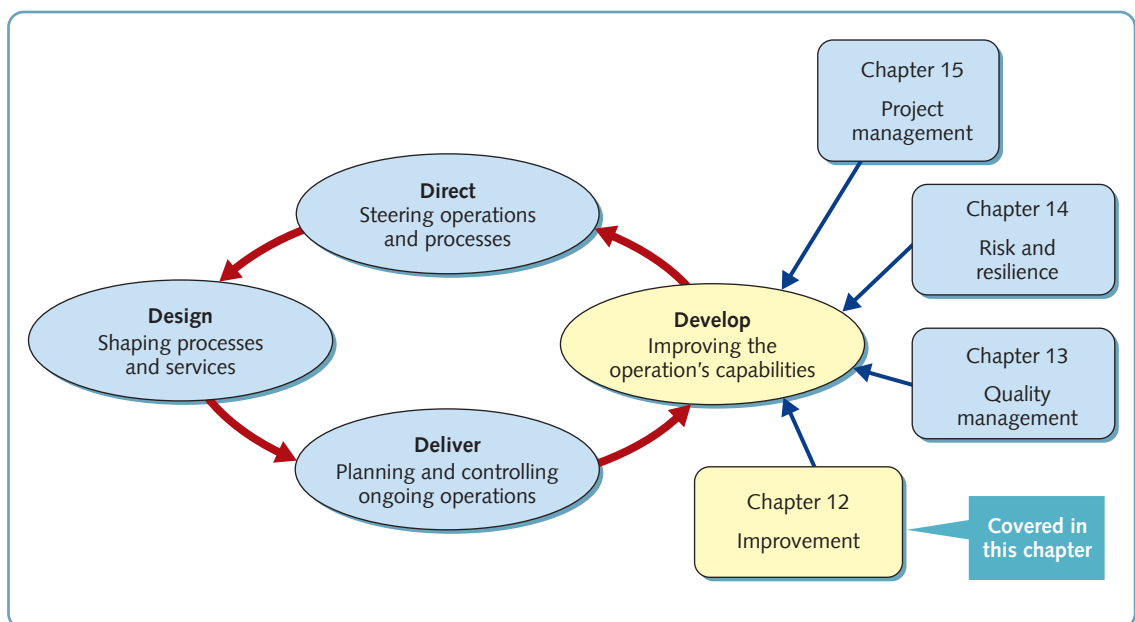 Chapter 15
Project
management
Direct
Steering operations
and processes
Chapter 14
Risk and
resilience
Design
Shaping processes
and services
Develop
Improving the
operation's capabilities
Chapter 13
Quality
management
Deliver
Planning and controlling
ongoing operations
Chapter 12
Improvement
Covered in
this chapter